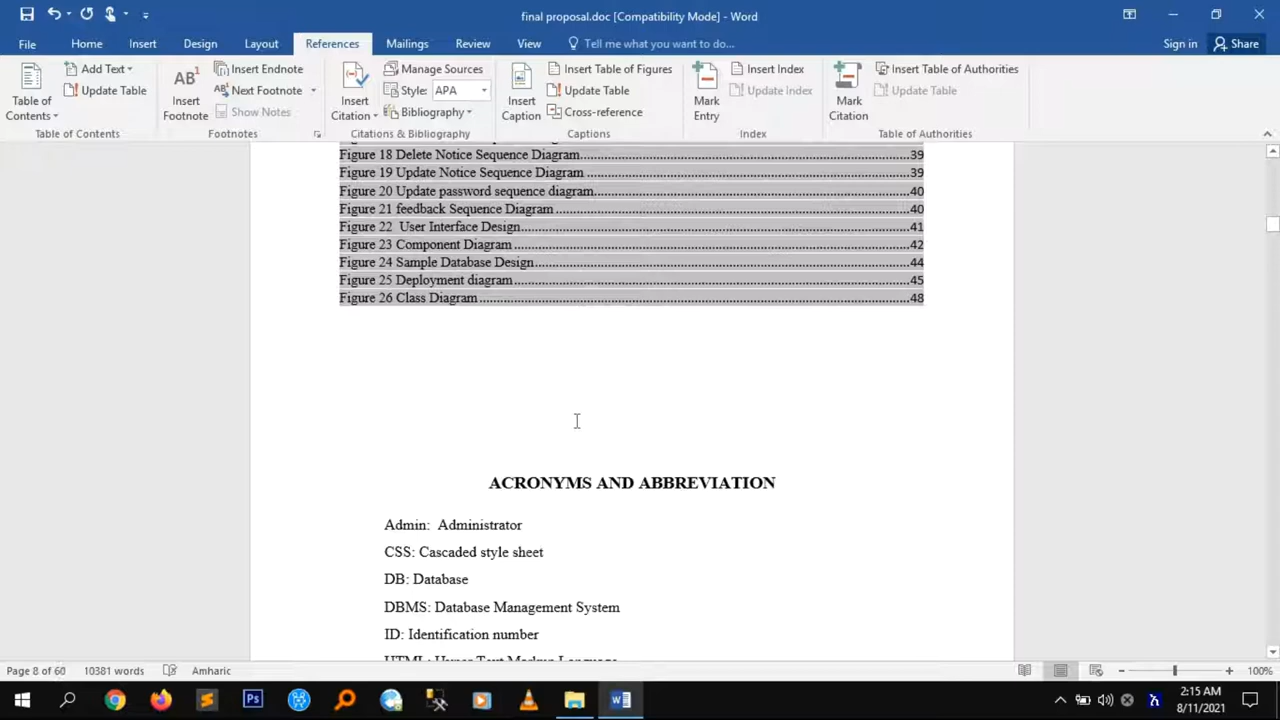 final proposal.doc [Compatibility Mode] - Word
File Home Insert Design Layout References Mailings Review View Tell me what you want to do... Sign in Share
Table of Contents
Add Text
Update Table
Table of Contents
AB1
Insert Footnote
Insert Endnote
Next Footnote
Show Notes
Footnotes
Insert Citation
Manage Sources
Style: APA
Bibliography
Citations & Bibliography
Insert Caption
Insert Table of Figures
Update Table
Cross-reference
Captions
Mark Entry
Insert Index
Update Index
Index
Mark Citation
Insert Table of Authorities
Update Table
Table of Authorities
Figure 18 Delete Notice Sequence Diagram 39
Figure 19 Update Notice Sequence Diagram 39
Figure 20 Update password sequence diagram 40
Figure 21 feedback Sequence Diagram 40
Figure 22 User Interface Design 41
Figure 23 Component Diagram 42
Figure 24 Sample Database Design 44
Figure 25 Deployment diagram 45
Figure 26 Class Diagram 48
ACRONYMS AND ABBREVIATION
Admin: Administrator
CSS: Cascaded style sheet
DB: Database
DBMS: Database Management System
ID: Identification number
HTML: Hyper Text Markup Language
Page 8 of 60 10381 words Amharic 100%
Ps
2:15 AM
8/11/2021